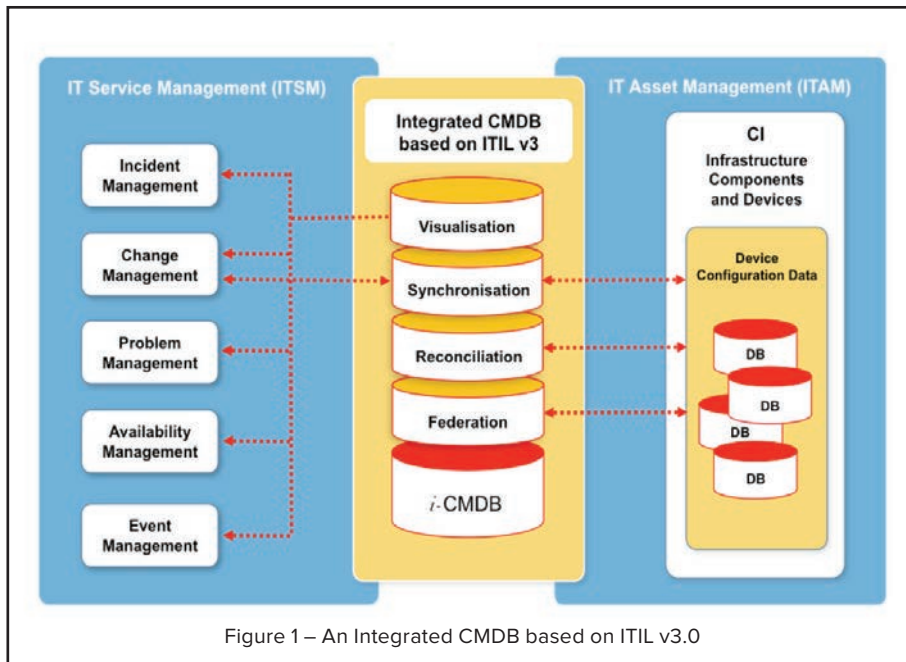 IT Service Management (ITSM)
Incident
Management
Change
Management
Problem
Management
Availability
Management
Event
Management
Integrated CMDB
based on ITIL v3
Visualisation
Synchronisation
Reconciliation
Federation
i-CMDB
IT Asset Management (ITAM)
CI
Infrastructure
Components
and Devices
Device
Configuration Data
DB
DB
DB
DB
Figure 1 – An Integrated CMDB based on ITIL v3.0